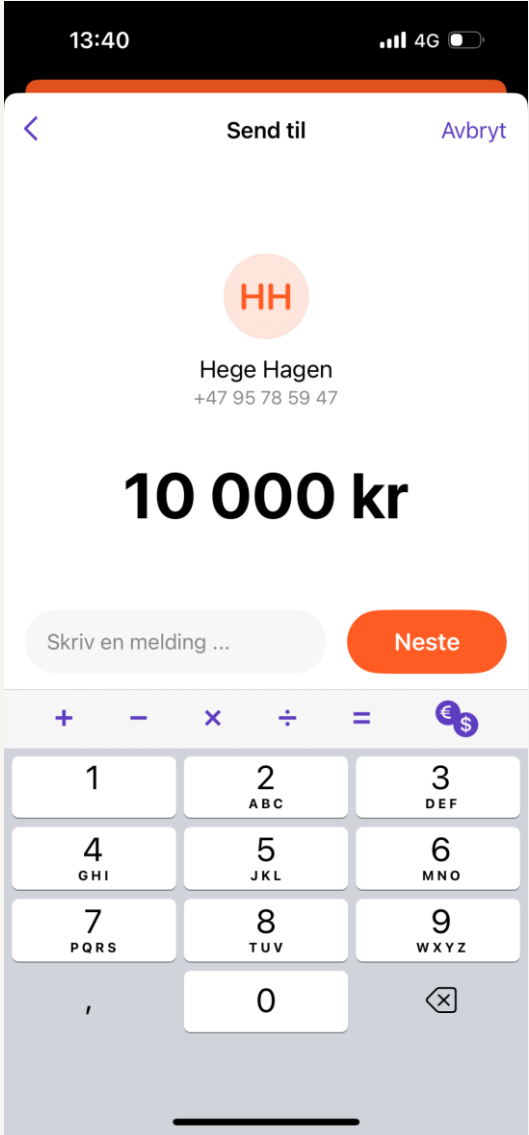 13:40 4G
Send til Avbryt
HH
Hege Hagen
+47 95 78 59 47
10 000 kr
Skriv en melding ... Neste
+ − × ÷ = € $
1 2 3
ABC DEF
4 5 6
GHI JKL MNO
7 8 9
PQRS TUV WXYZ
, 0